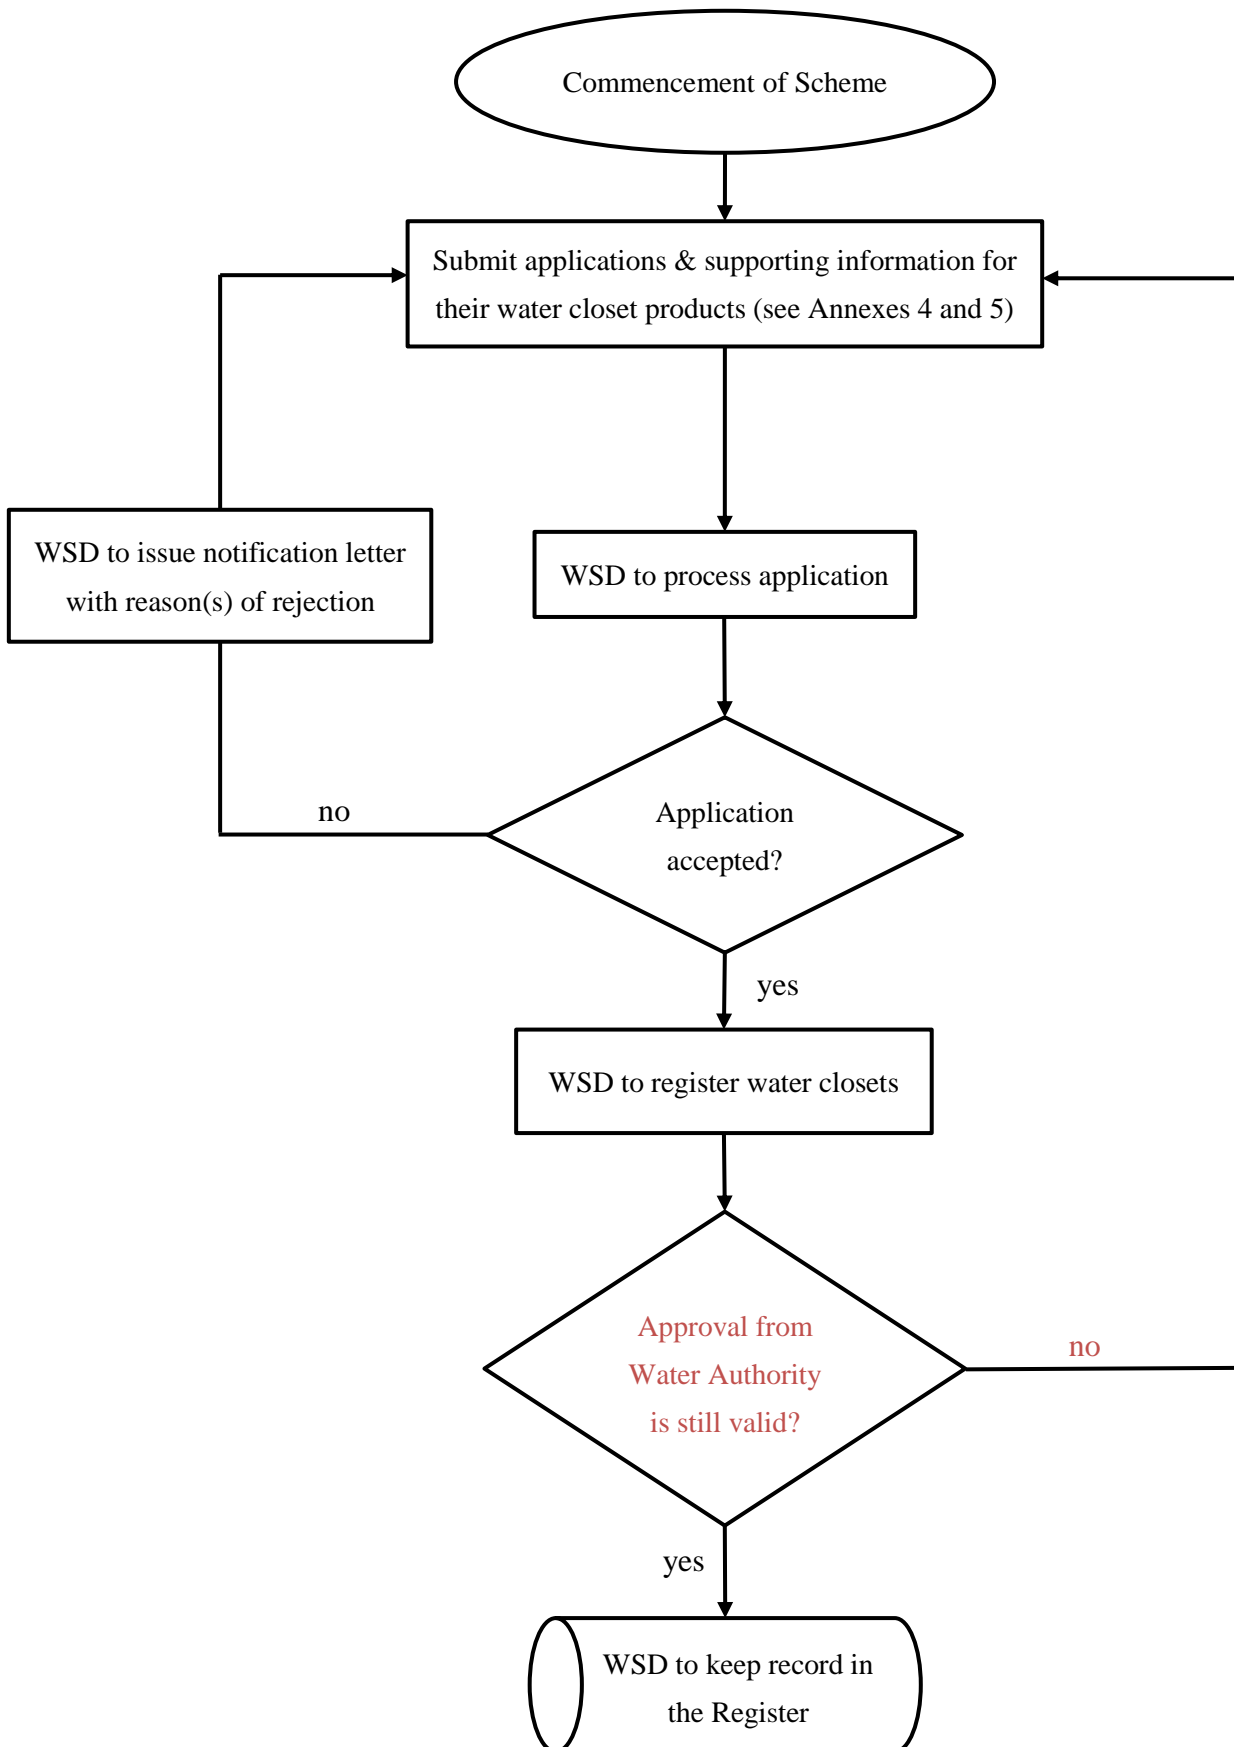 Commencement of Scheme
Submit applications & supporting information for
their water closet products (see Annexes 4 and 5)
WSD to issue notification letter
with reason(s) of rejection
WSD to process application
no
Application
accepted?
yes
WSD to register water closets
Approval from
Water Authority
is still valid?
no
yes
WSD to keep record in
the Register